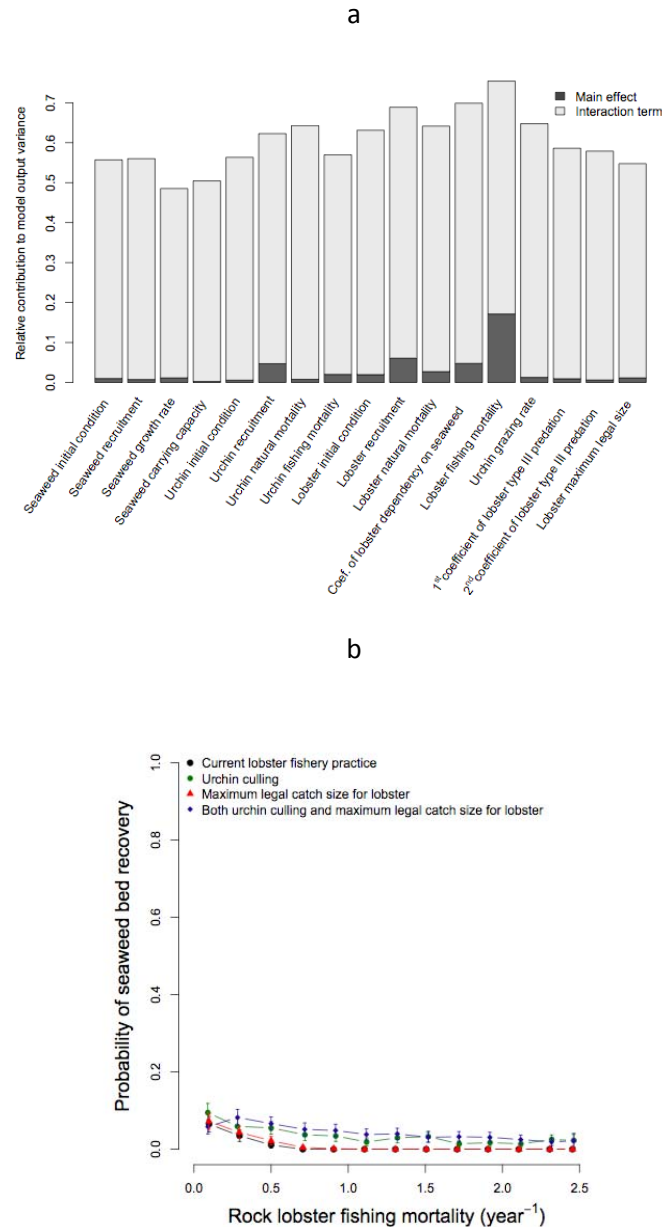 a
Relative contribution to model output variance
0.7
0.6
0.5
0.4
0.3
0.2
0.1
0.0
Main effect
Interaction term
Seaweed initial condition
Seaweed recruitment
Seaweed growth rate
Seaweed carrying capacity
Urchin initial condition
Urchin recruitment
Urchin natural mortality
Urchin fishing mortality
Lobster initial condition
Lobster recruitment
Lobster natural mortality
Coef. of lobster dependency on seaweed
Lobster fishing mortality
Urchin grazing rate
1st coefficient of lobster type III predation
2nd coefficient of lobster type III predation
Lobster maximum legal size
b
Probability of seaweed bed recovery
1.0
0.8
0.6
0.4
0.2
0.0
Current lobster fishery practice
Urchin culling
Maximum legal catch size for lobster
Both urchin culling and maximum legal catch size for lobster
0.0 0.5 1.0 1.5 2.0 2.5
Rock lobster fishing mortality (year⁻¹)